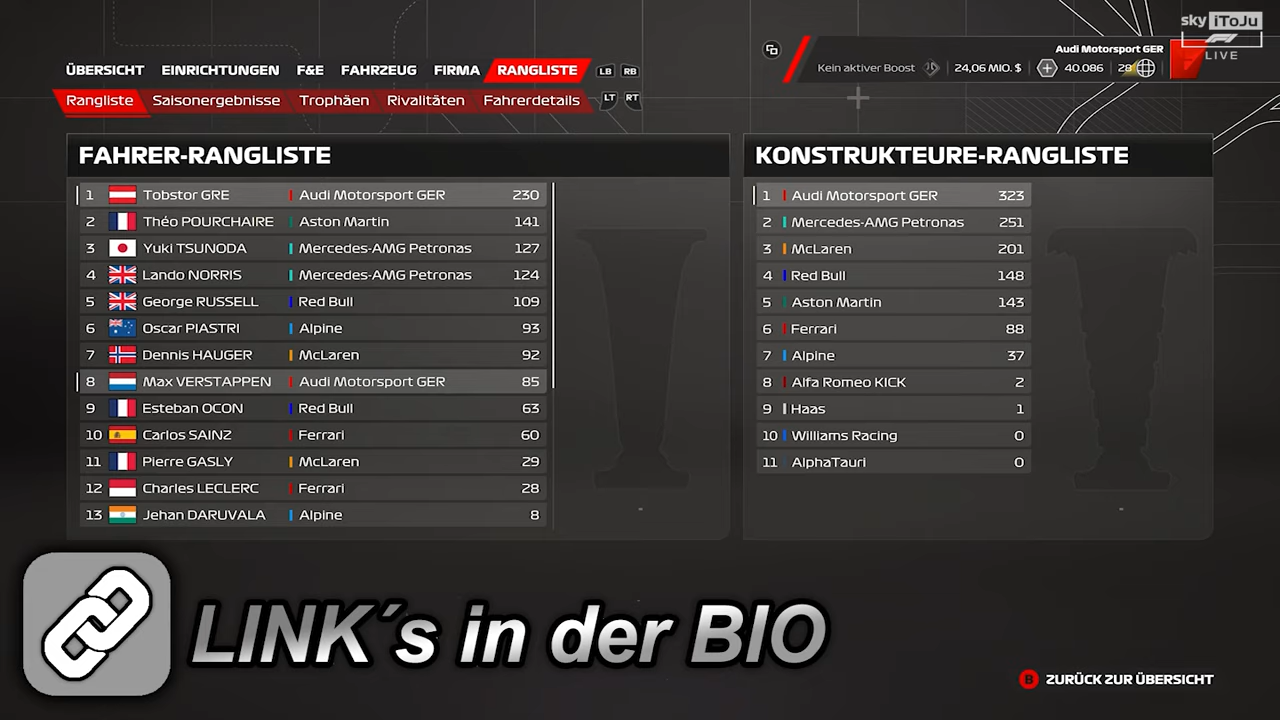 sky iToJu
F1
LIVE
Audi Motorsport GER
Kein aktiver Boost 24,06 MIO. $ 40.086 28
ÜBERSICHT EINRICHTUNGEN F&E FAHRZEUG FIRMA RANGLISTE LB RB
Rangliste Saisonergebnisse Trophäen Rivalitäten Fahrerdetails LT RT
FAHRER-RANGLISTE
1 Tobstor GRE Audi Motorsport GER 230
2 Théo POURCHAIRE Aston Martin 141
3 Yuki TSUNODA Mercedes-AMG Petronas 127
4 Lando NORRIS Mercedes-AMG Petronas 124
5 George RUSSELL Red Bull 109
6 Oscar PIASTRI Alpine 93
7 Dennis HAUGER McLaren 92
8 Max VERSTAPPEN Audi Motorsport GER 85
9 Esteban OCON Red Bull 63
10 Carlos SAINZ Ferrari 60
11 Pierre GASLY McLaren 29
12 Charles LECLERC Ferrari 28
13 Jehan DARUVALA Alpine 8
KONSTRUKTEURE-RANGLISTE
1 Audi Motorsport GER 323
2 Mercedes-AMG Petronas 251
3 McLaren 201
4 Red Bull 148
5 Aston Martin 143
6 Ferrari 88
7 Alpine 37
8 Alfa Romeo KICK 2
9 Haas 1
10 Williams Racing 0
11 AlphaTauri 0
LINK´s in der BIO
B ZURÜCK ZUR ÜBERSICHT